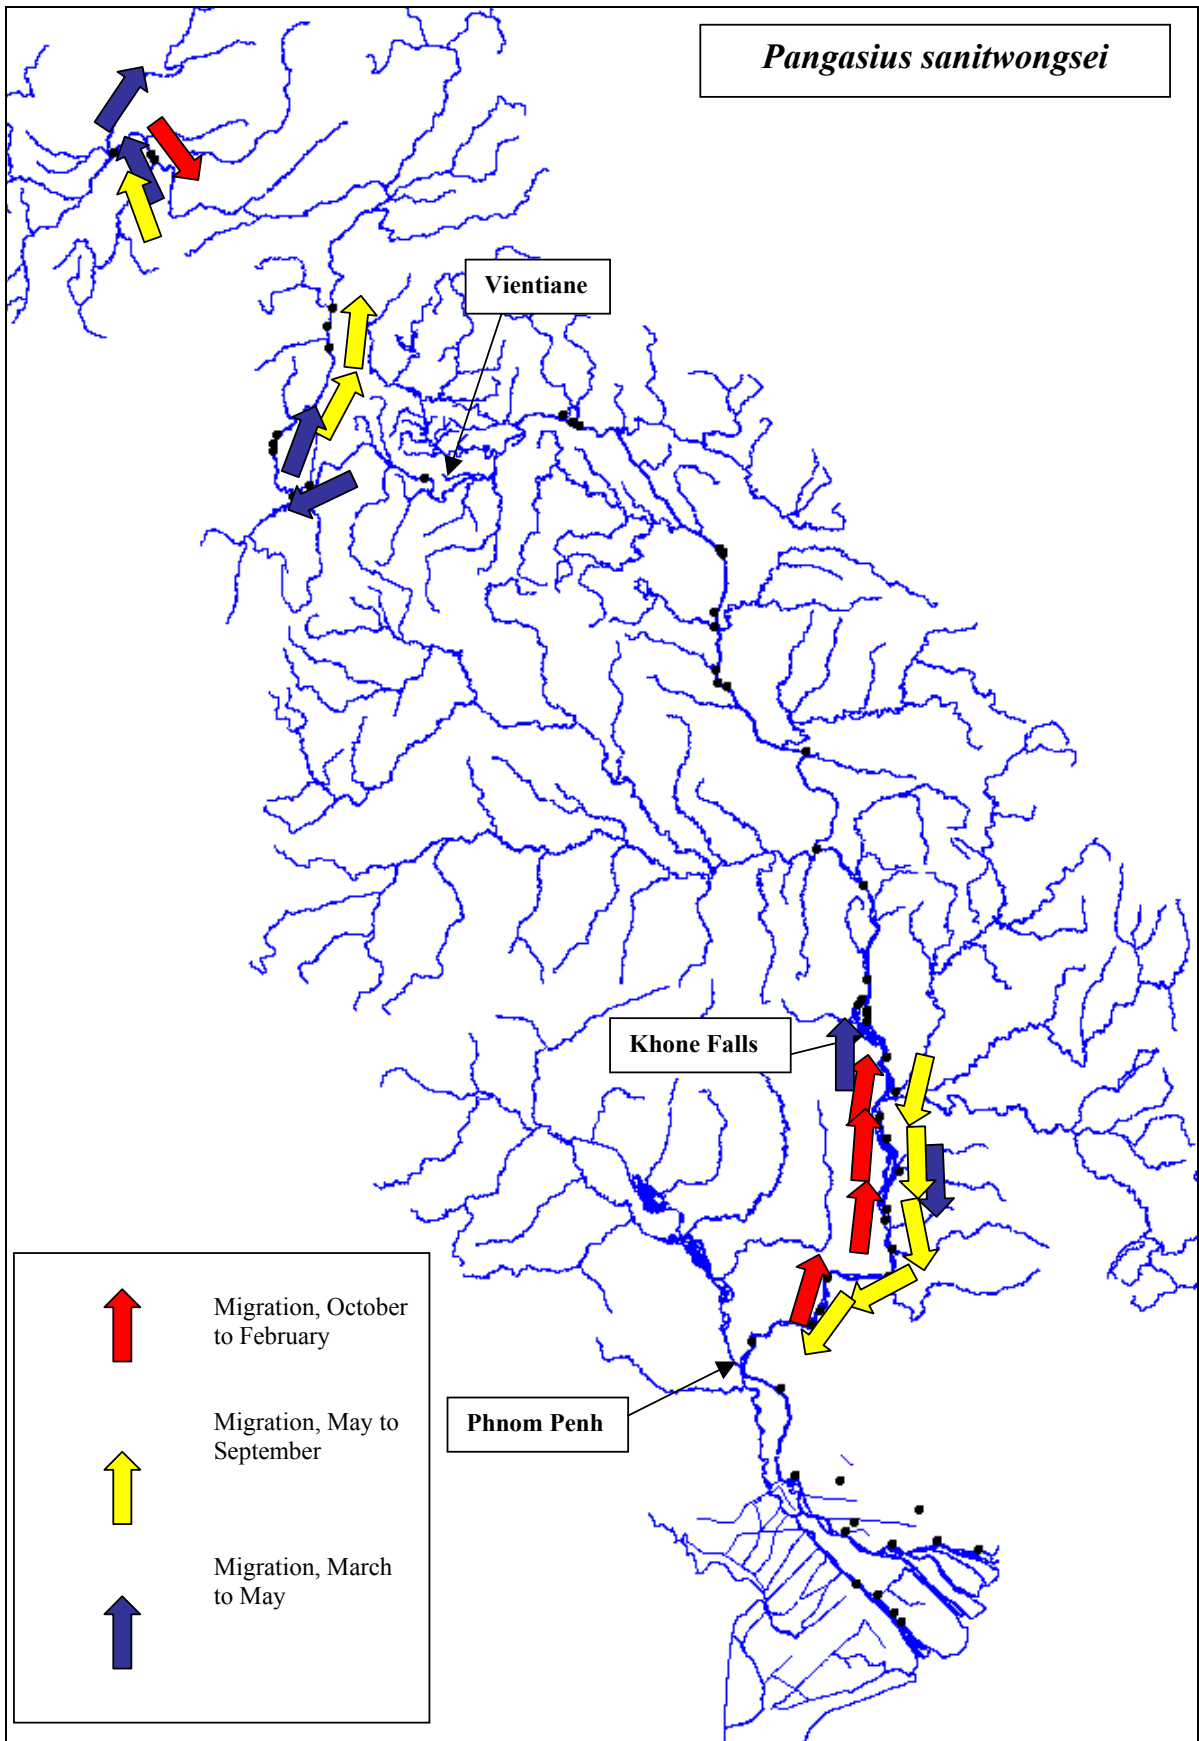 Pangasius sanitwongsei
Vientiane
Khone Falls
Migration, October
to February
Migration, May to
September
Phnom Penh
Migration, March
to May